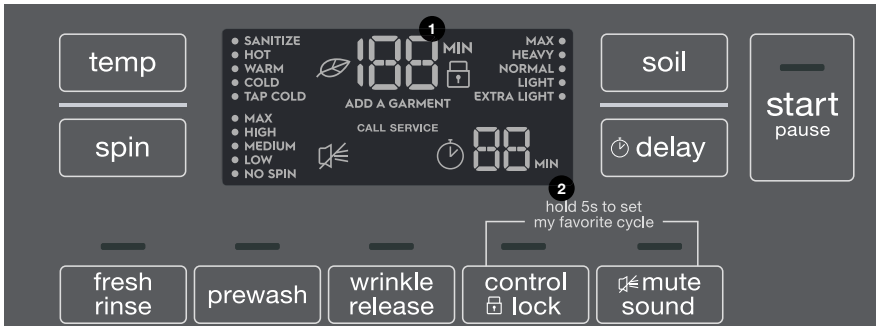 temp
spin
1
SANITIZE
HOT
WARM
COLD
TAP COLD
188 MIN
ADD A GARMENT
MAX
HEAVY
NORMAL
LIGHT
EXTRA LIGHT
MAX
HIGH
MEDIUM
LOW
NO SPIN
CALL SERVICE
88 MIN
soil
delay
start
pause
2
hold 5s to set
my favorite cycle
fresh
rinse
prewash
wrinkle
release
control
lock
mute
sound